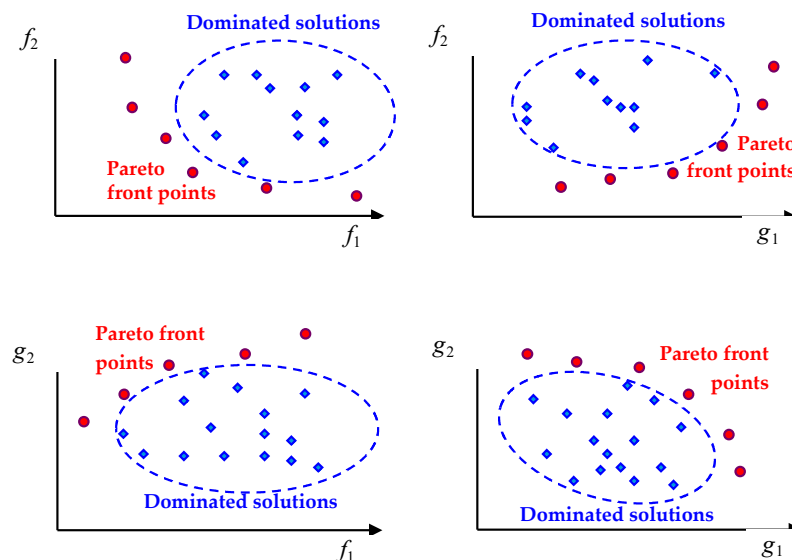 Dominated solutions
f2
Pareto
front points
f1
Dominated solutions
f2
Pareto
front points
g1
Pareto front
points
g2
Dominated solutions
f1
g2
Pareto front
points
Dominated solutions
g1